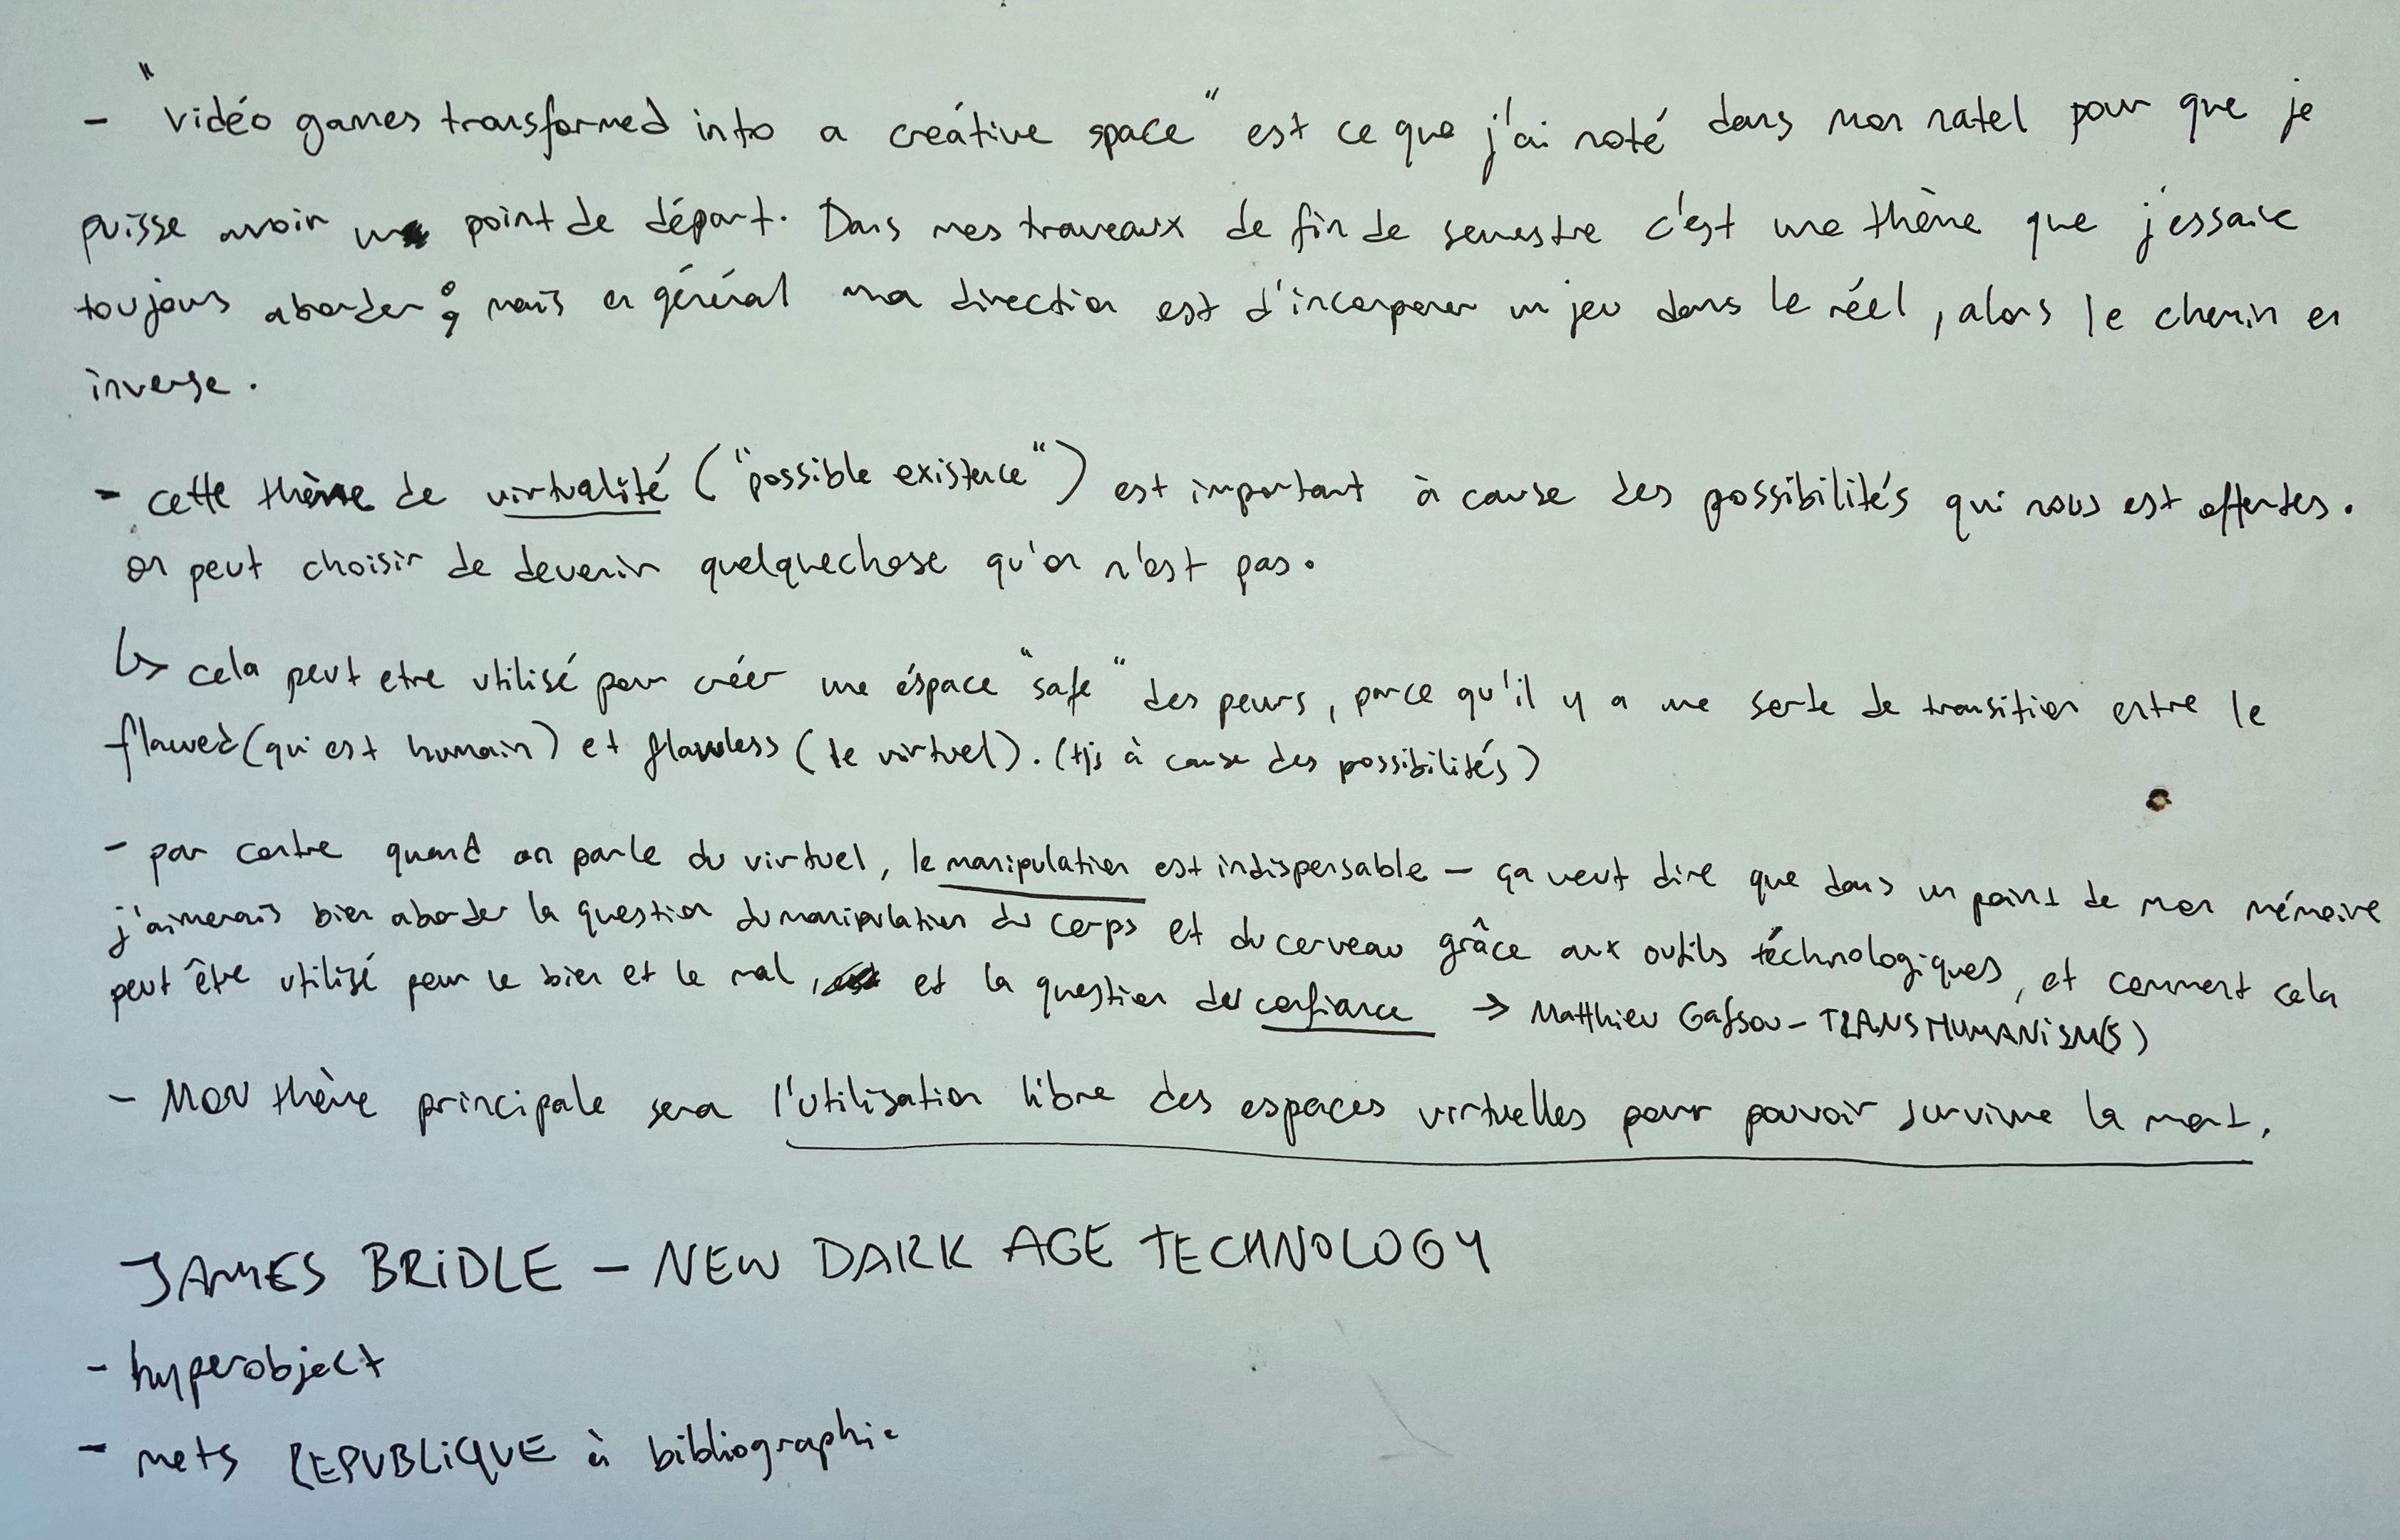 - "vidéo games transformed into a creátive space" est ce que j'ai noté dans mon natel pour que je
puisse avoir un point de départ. Dans mes traveaux de fin de semestre c'est une thème que j'essaie
toujours aborder ; mais en général ma direction est d'incorporer un jeu dans le réel, alors le chemin en
inverse.
- cette thème de virtualité ("possible existence") est important à cause des possibilités qui nous est offertes.
on peut choisir de devenir quelquechose qu'on n'est pas.
↳ cela peut etre utilisé pour créer une éspace "safe" des peurs, parce qu'il y a une sorte de transition entre le
flawed (qui est humain) et flawless (le virtuel). (tjs à cause des possibilités)
- par contre quand on parle du virtuel, le manipulation est indispensable - ça veut dire que dans un point de mon mémoire
j'aimerais bien aborder la question du manipulation du corps et du cerveau grâce aux outils téchnologiques, et comment cela
peut être utilisé pour le bien et le mal, et la question de confiance → Matthieu Gafsou - TRANSHUMANISM(S)
- MON thème principale sera l'utilisation libre des espaces virtuelles pour pouvoir survivre la mort.
JAMES BRIDLE - NEW DARK AGE TECHNOLOGY
- hyperobject
- mets REPUBLIQUE à bibliographie